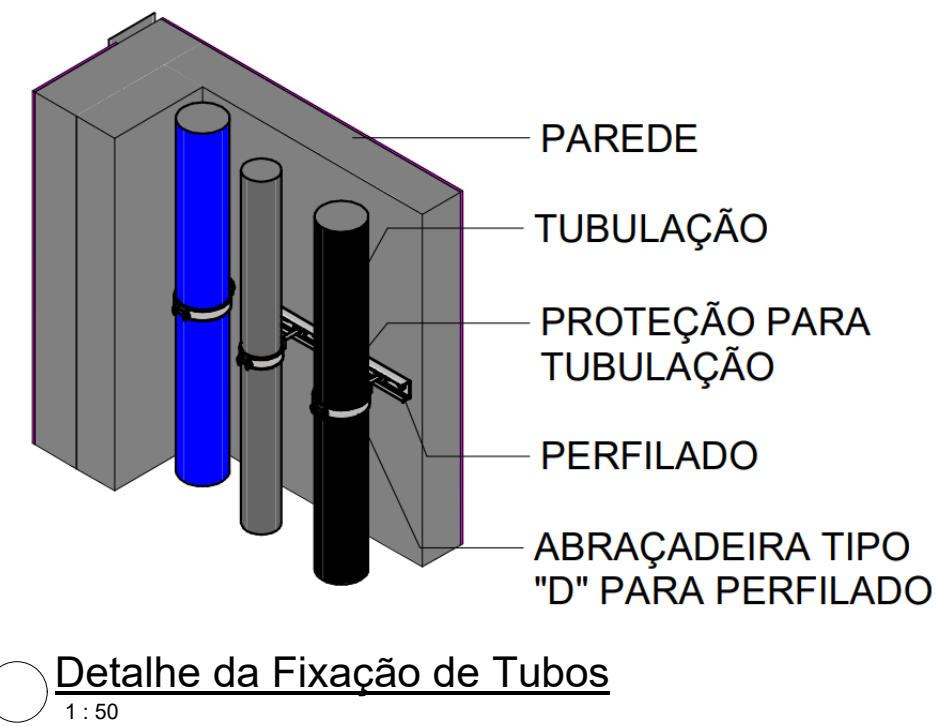 PAREDE
TUBULAÇÃO
PROTEÇÃO PARA
TUBULAÇÃO
PERFILADO
ABRAÇADEIRA TIPO
"D" PARA PERFILADO
Detalhe da Fixação de Tubos
1 : 50